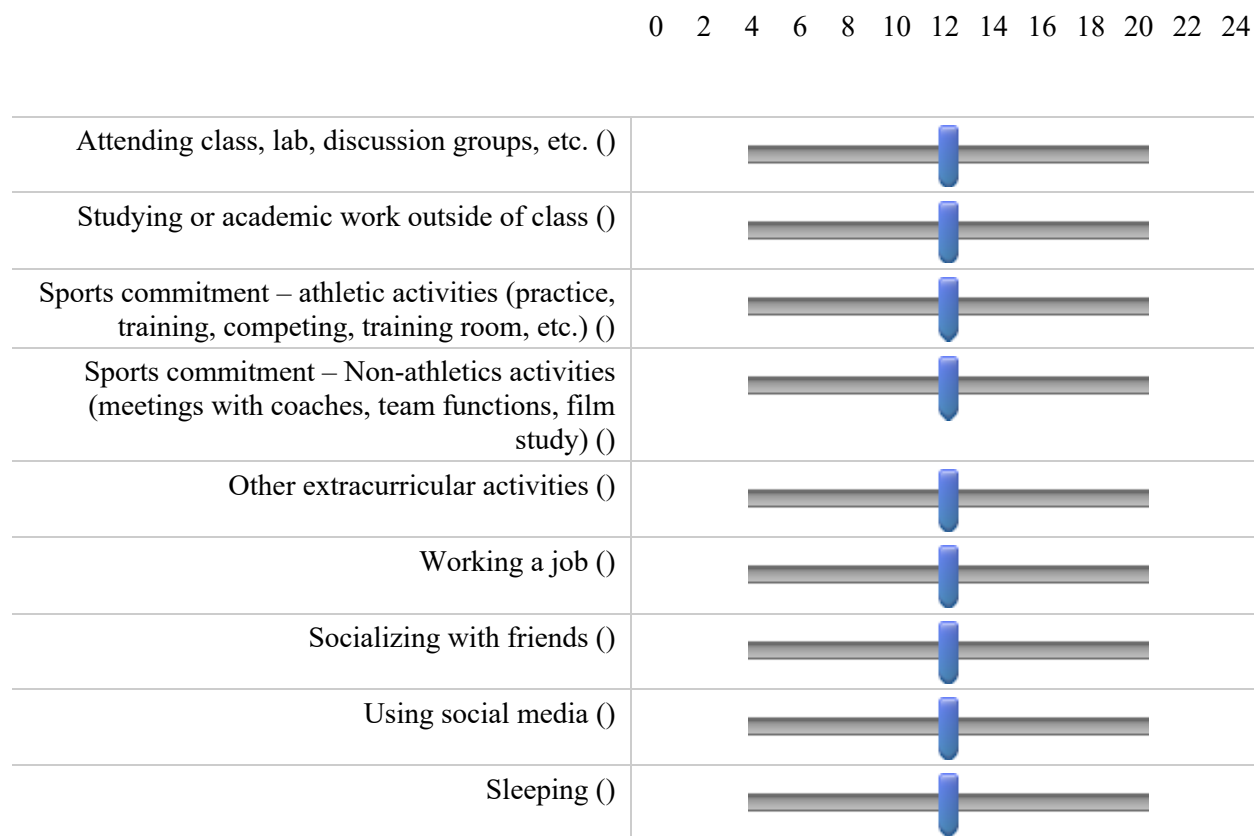 0 2 4 6 8 10 12 14 16 18 20 22 24
Attending class, lab, discussion groups, etc. ()
Studying or academic work outside of class ()
Sports commitment – athletic activities (practice,
training, competing, training room, etc.) ()
Sports commitment – Non-athletics activities
(meetings with coaches, team functions, film
study) ()
Other extracurricular activities ()
Working a job ()
Socializing with friends ()
Using social media ()
Sleeping ()